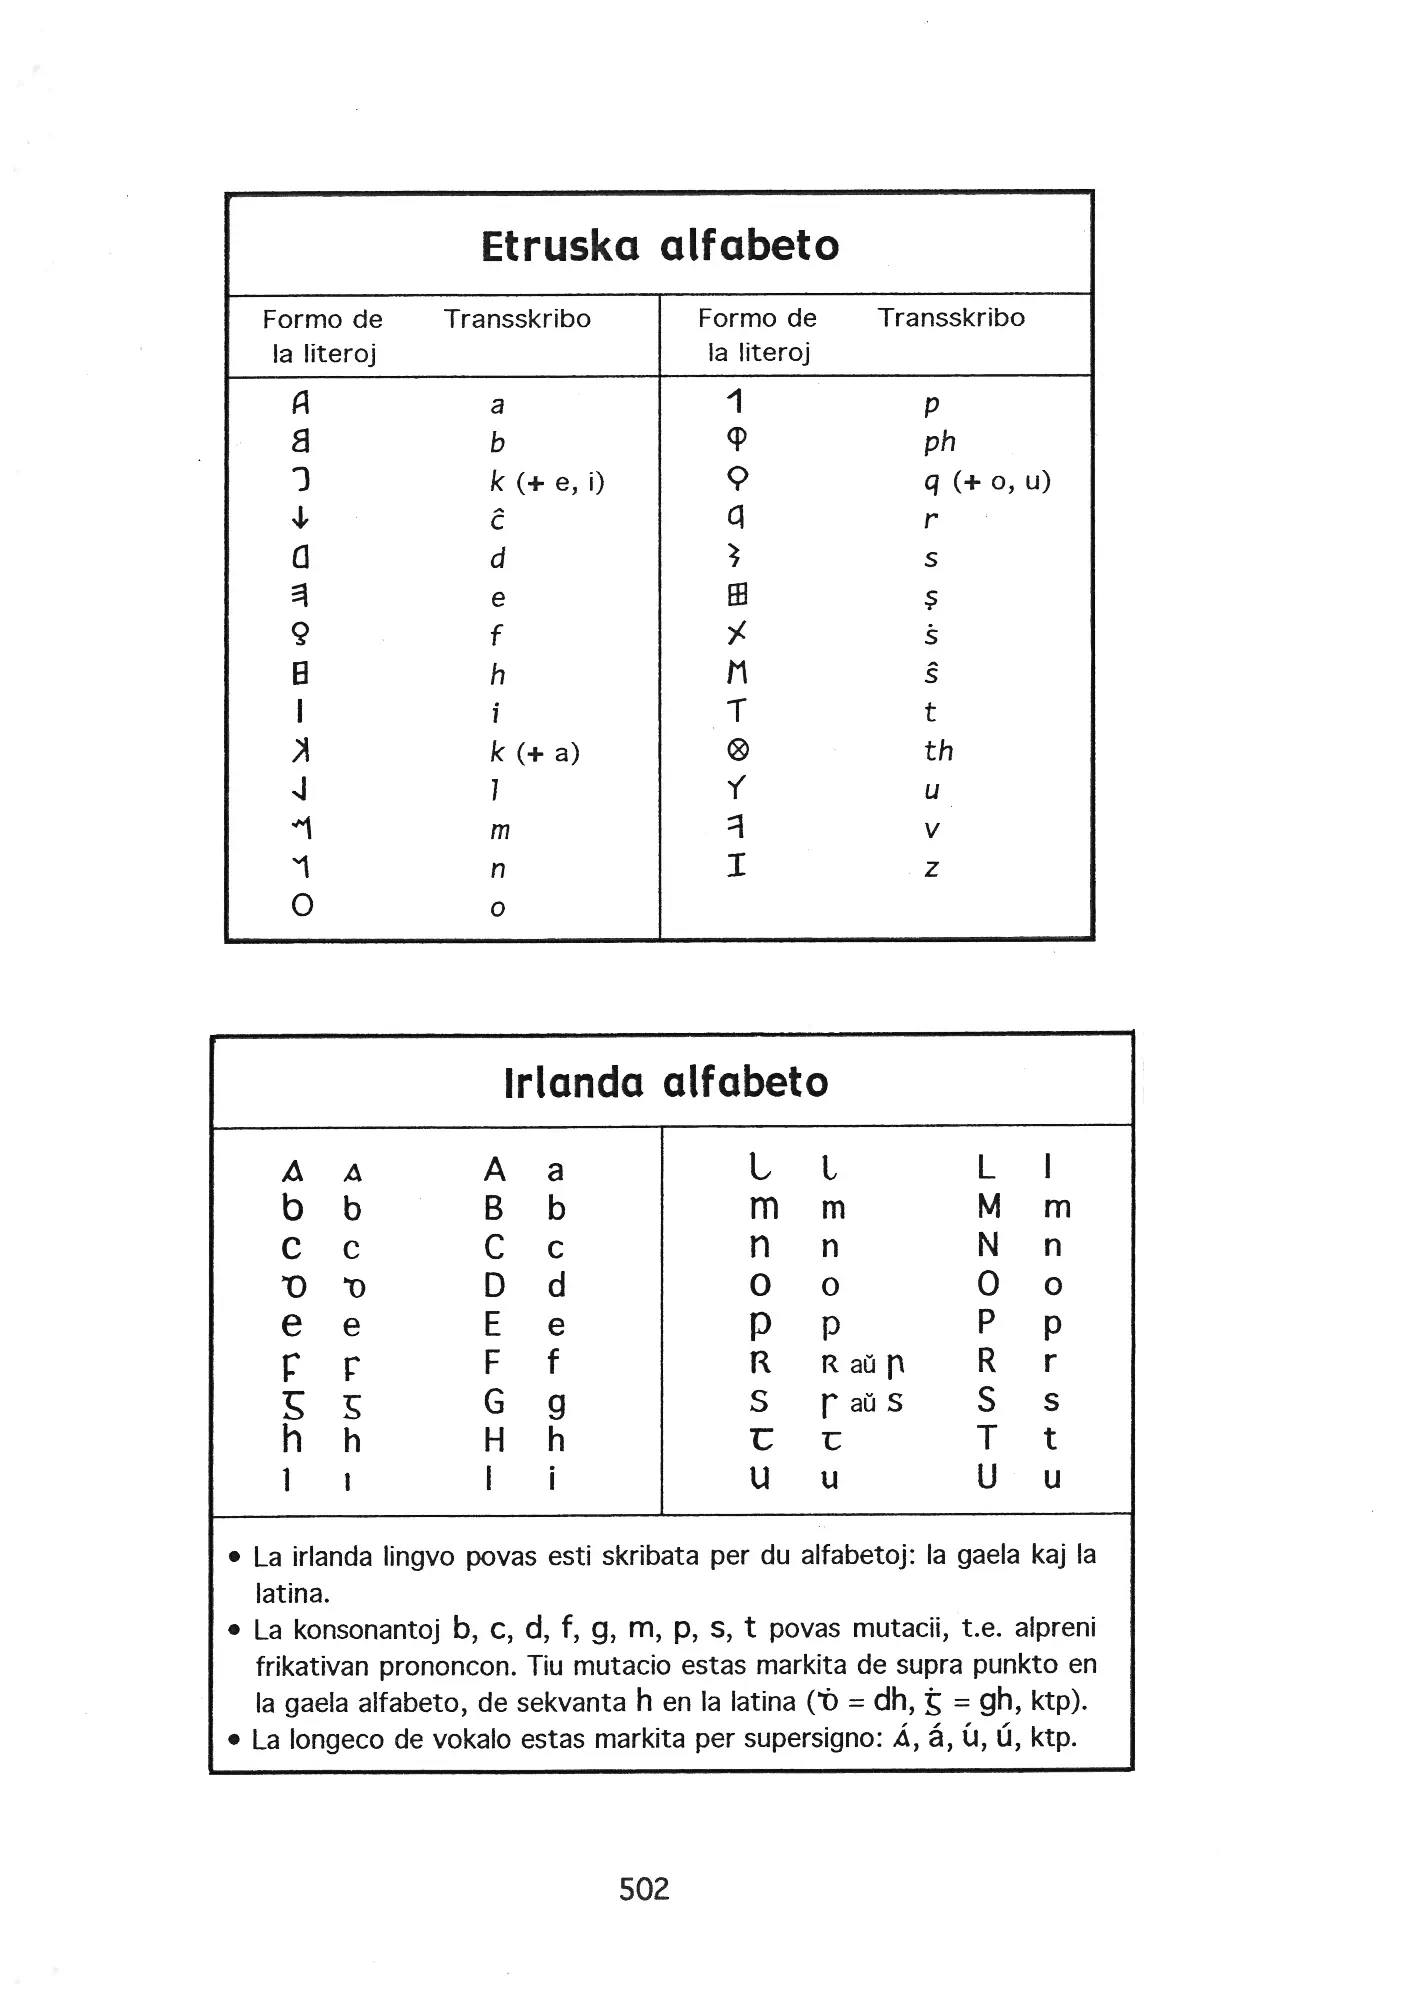 Etruska alfabeto
Formo de la literoj Transskribo Formo de la literoj Transskribo
𐌀 a 𐌐 p
𐌁 b 𐌘 ph
𐌂 k (+ e, i) 𐌒 q (+ o, u)
𐌙 ĉ 𐌓 r
𐌃 d 𐌔 s
𐌄 e 𐌎 ş
𐌚 f 𐌗 ṡ
𐌇 h 𐌑 ŝ
𐌉 i 𐌕 t
𐌊 k (+ a) 𐌈 th
𐌋 l 𐌖 u
𐌌 m 𐌅 v
𐌍 n 𐌆 z
𐌏 o
Irlanda alfabeto
A a L l
b b B b m m M m
c c C c n n N n
Ꝺ ꝺ D d o o O o
e e E e p p P p
F f R ʀ aŭ ꞃ R r
Ᵹ ᵹ G g S ꞅ aŭ s S s
h h H h Ꞇ ꞇ T t
ı ı I i u u U u
• La irlanda lingvo povas esti skribata per du alfabetoj: la gaela kaj la
latina.
• La konsonantoj b, c, d, f, g, m, p, s, t povas mutacii, t.e. alpreni
frikativan prononcon. Tiu mutacio estas markita de supra punkto en
la gaela alfabeto, de sekvanta h en la latina (ꝺ̇ = dh, ᵹ̇ = gh, ktp).
• La longeco de vokalo estas markita per supersigno: Á, á, Ú, ú, ktp.
502